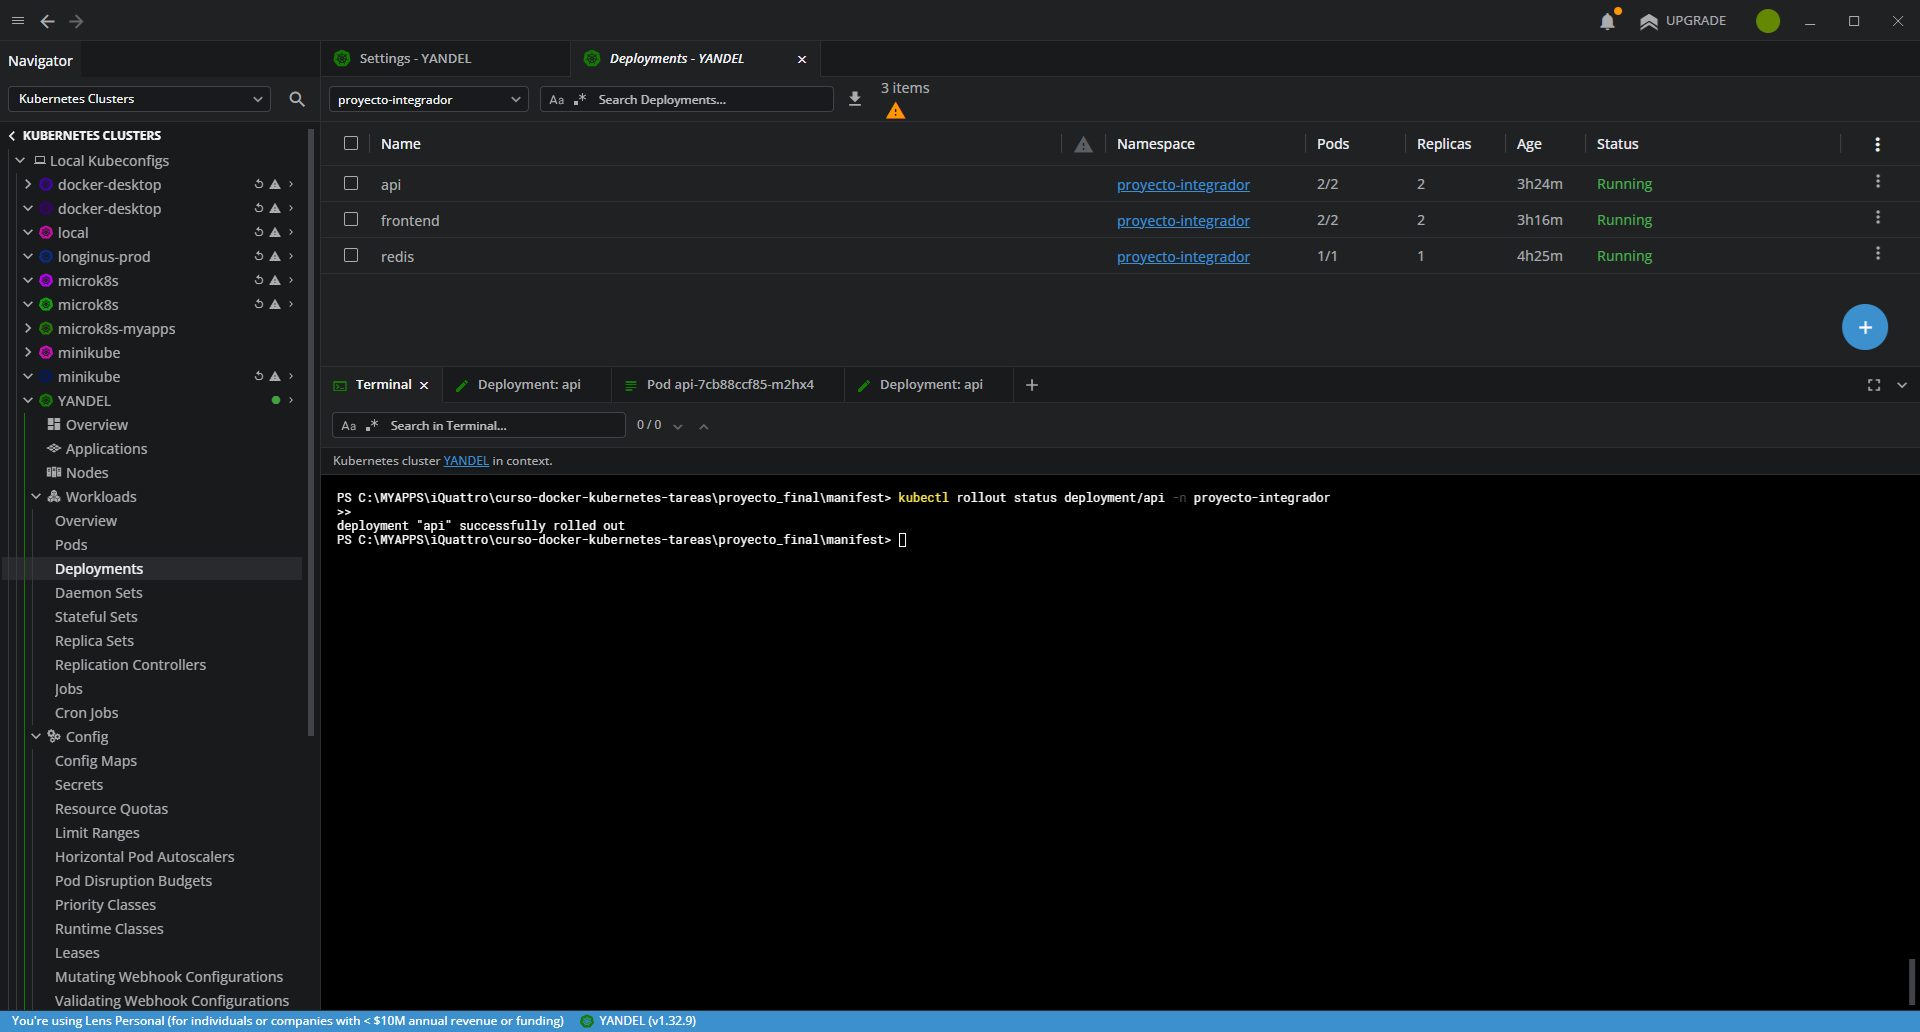 UPGRADE
Navigator
Settings - YANDEL
Deployments - YANDEL
Kubernetes Clusters
proyecto-integrador
Aa .* Search Deployments...
3 items
KUBERNETES CLUSTERS
Local Kubeconfigs
docker-desktop
docker-desktop
local
longinus-prod
microk8s
microk8s
microk8s-myapps
minikube
minikube
YANDEL
Overview
Applications
Nodes
Workloads
Overview
Pods
Deployments
Daemon Sets
Stateful Sets
Replica Sets
Replication Controllers
Jobs
Cron Jobs
Config
Config Maps
Secrets
Resource Quotas
Limit Ranges
Horizontal Pod Autoscalers
Pod Disruption Budgets
Priority Classes
Runtime Classes
Leases
Mutating Webhook Configurations
Validating Webhook Configurations
Name Namespace Pods Replicas Age Status
api proyecto-integrador 2/2 2 3h24m Running
frontend proyecto-integrador 2/2 2 3h16m Running
redis proyecto-integrador 1/1 1 4h25m Running
Terminal Deployment: api Pod api-7cb88ccf85-m2hx4 Deployment: api
Aa .* Search in Terminal... 0 / 0
Kubernetes cluster YANDEL in context.
PS C:\MYAPPS\iQuattro\curso-docker-kubernetes-tareas\proyecto_final\manifest> kubectl rollout status deployment/api -n proyecto-integrador
>>
deployment "api" successfully rolled out
PS C:\MYAPPS\iQuattro\curso-docker-kubernetes-tareas\proyecto_final\manifest>
You're using Lens Personal (for individuals or companies with < $10M annual revenue or funding) YANDEL (v1.32.9)